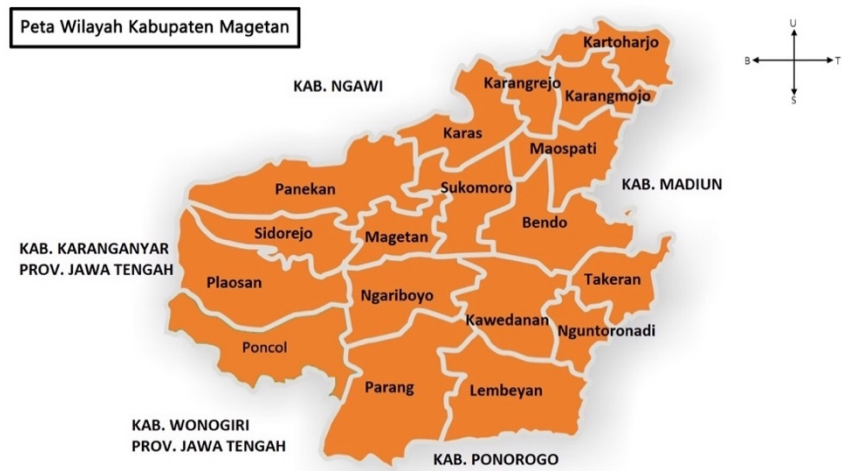 Peta Wilayah Kabupaten Magetan
U
B
T
S
KAB. NGAWI
Kartoharjo
Karangrejo
Karangmojo
Karas
Maospati
Panekan
Sukomoro
KAB. MADIUN
Bendo
Sidorejo
Magetan
KAB. KARANGANYAR
PROV. JAWA TENGAH
Plaosan
Takeran
Ngariboyo
Kawedanan
Nguntoronadi
Poncol
Parang
Lembeyan
KAB. WONOGIRI
PROV. JAWA TENGAH
KAB. PONOROGO